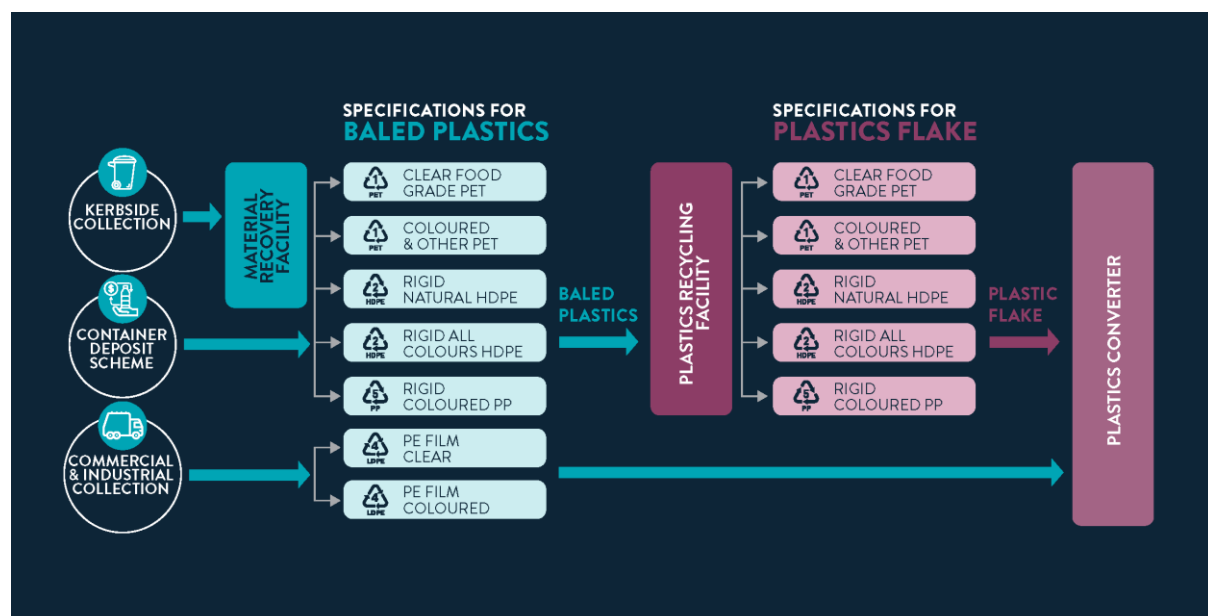 SPECIFICATIONS FOR
BALED PLASTICS
SPECIFICATIONS FOR
PLASTICS FLAKE
KERBSIDE
COLLECTION
MATERIAL
RECOVERY
FACILITY
CONTAINER
DEPOSIT
SCHEME
COMMERCIAL
& INDUSTRIAL
COLLECTION
1
PET
CLEAR FOOD
GRADE PET
1
PET
COLOURED
& OTHER PET
2
HDPE
RIGID
NATURAL HDPE
2
HDPE
RIGID ALL
COLOURS HDPE
5
PP
RIGID
COLOURED PP
4
LDPE
PE FILM
CLEAR
4
LDPE
PE FILM
COLOURED
BALED
PLASTICS
PLASTICS RECYCLING
FACILITY
1
PET
CLEAR FOOD
GRADE PET
1
PET
COLOURED
& OTHER PET
2
HDPE
RIGID
NATURAL HDPE
2
HDPE
RIGID ALL
COLOURS HDPE
5
PP
RIGID
COLOURED PP
PLASTIC
FLAKE
PLASTICS CONVERTER
$